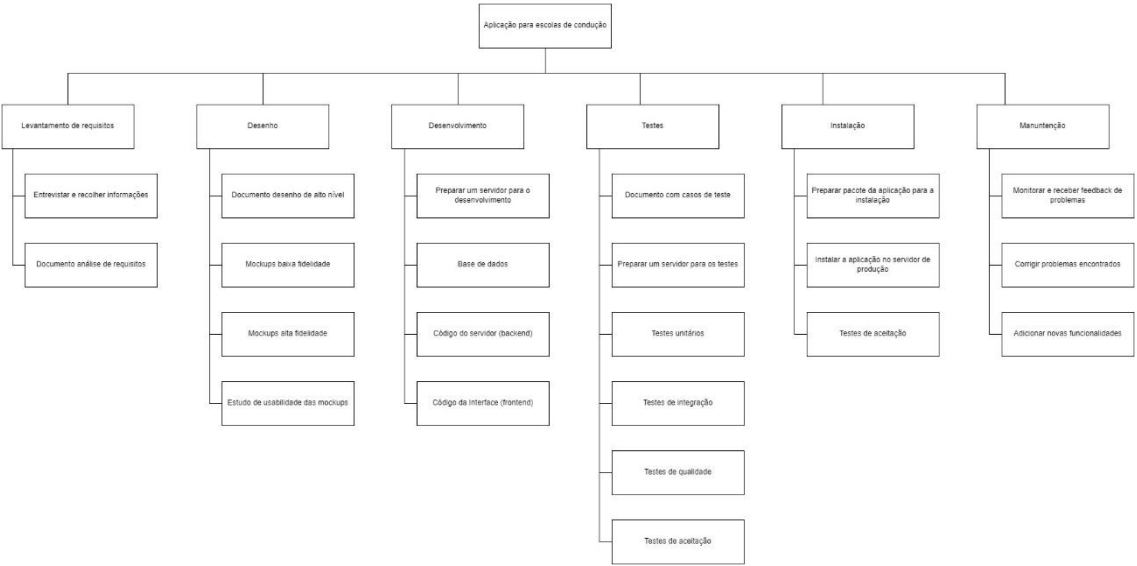 Aplicação para escolas de condução
Levantamento de requisitos
Entrevistar e recolher informações
Documento análise de requisitos
Desenho
Documento desenho de alto nível
Mockups baixa fidelidade
Mockups alta fidelidade
Estudo de usabilidade das mockups
Desenvolvimento
Preparar um servidor para o
desenvolvimento
Base de dados
Código do servidor (backend)
Código da Interface (frontend)
Testes
Documento com casos de teste
Preparar um servidor para os testes
Testes unitários
Testes de integração
Testes de qualidade
Testes de aceitação
Instalação
Preparar pacote da aplicação para a
instalação
Instalar a aplicação no servidor de
produção
Testes de aceitação
Manuntenção
Monitorar e receber feedback de
problemas
Corrigir problemas encontrados
Adicionar novas funcionalidades